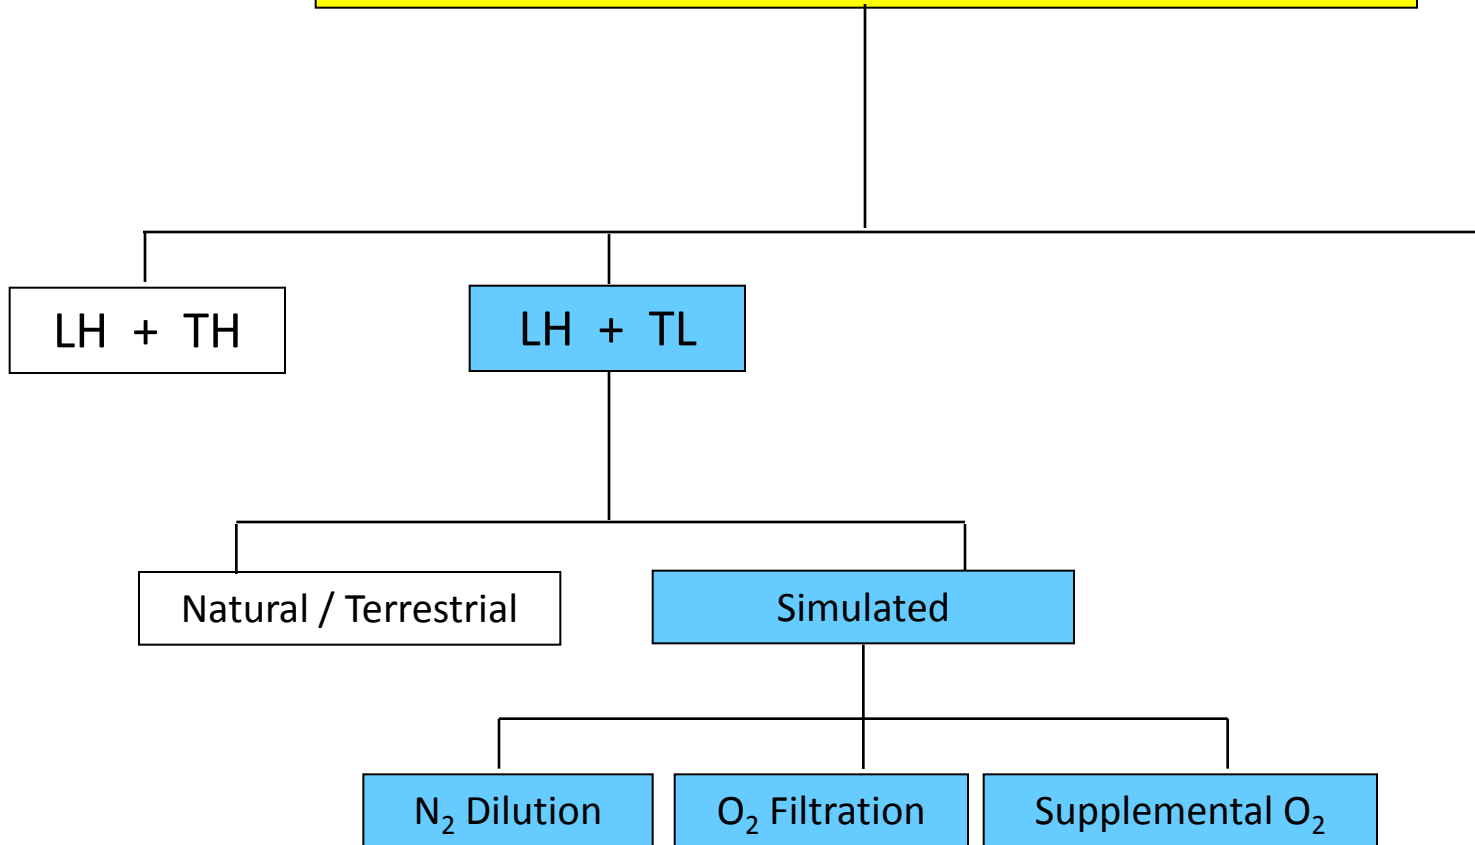 LH + TH
LH + TL
Natural / Terrestrial
Simulated
N₂ Dilution
O₂ Filtration
Supplemental O₂